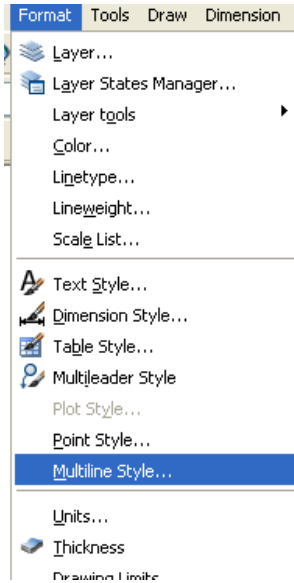 Format Tools Draw Dimension
Layer...
Layer States Manager...
Layer tools
Color...
Linetype...
Lineweight...
Scale List...
Text Style...
Dimension Style...
Table Style...
Multileader Style
Plot Style...
Point Style...
Multiline Style...
Units...
Thickness
Drawing Limits